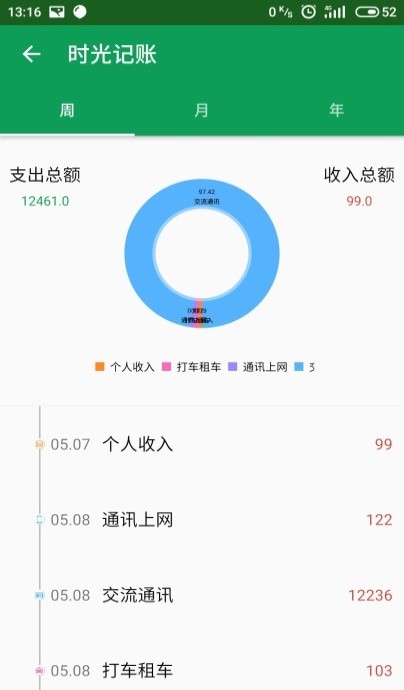 13:16
0 K/s 4G 52
时光记账
周 月 年
支出总额 收入总额
12461.0 99.0
97.42
交流通讯
个人收入 打车租车 通讯上网
05.07 个人收入 99
05.08 通讯上网 122
05.08 交流通讯 12236
05.08 打车租车 103